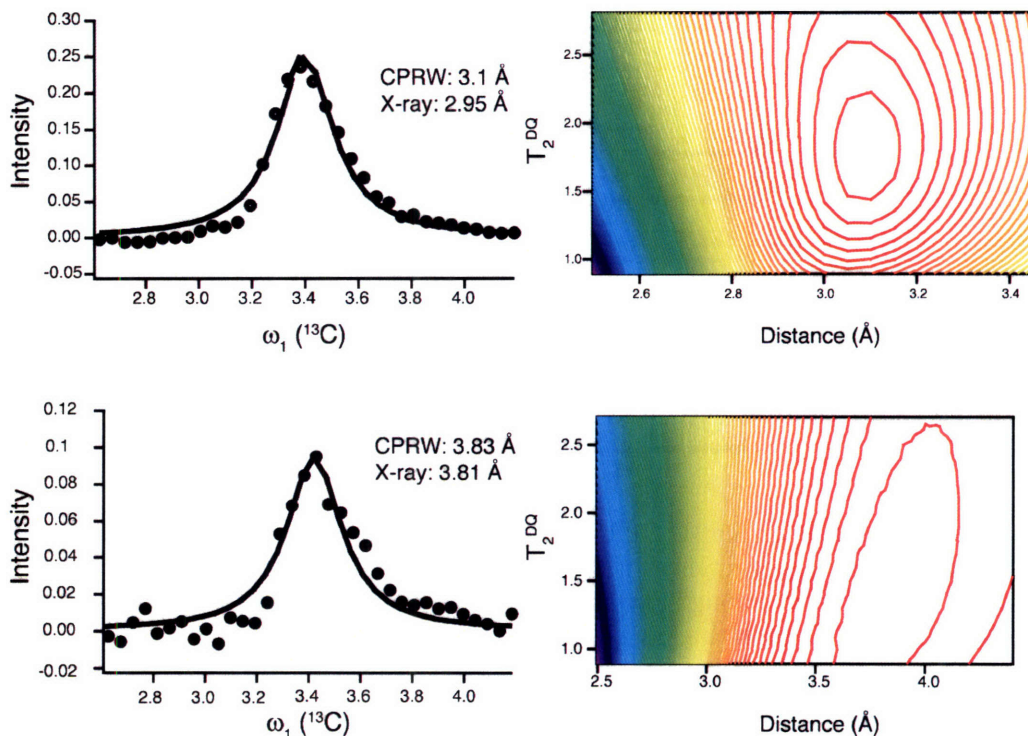 0.30
0.25
0.20
0.15
0.10
0.05
0.00
-0.05
Intensity
CPRW: 3.1 Å
X-ray: 2.95 Å
2.8 3.0 3.2 3.4 3.6 3.8 4.0
ω₁ (¹³C)
2.5
2.0
1.5
1.0
T₂ᴰQ
2.6 2.8 3.0 3.2 3.4
Distance (Å)
0.12
0.1
0.08
0.06
0.04
0.02
0.00
-0.02
Intensity
CPRW: 3.83 Å
X-ray: 3.81 Å
2.8 3.0 3.2 3.4 3.6 3.8 4.0
ω₁ (¹³C)
2.5
2.0
1.5
1.0
T₂ᴰQ
2.5 3.0 3.5 4.0
Distance (Å)